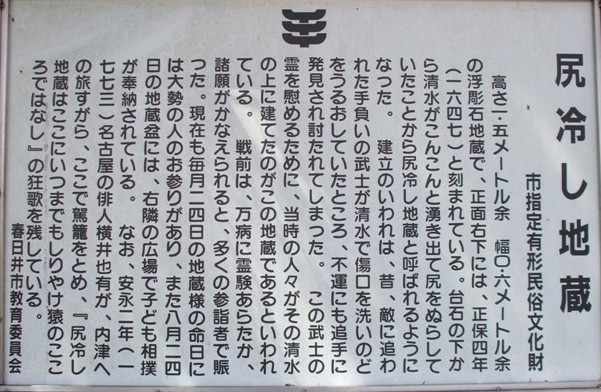 尻冷し地蔵
市指定有形民俗文化財
高さ一・五メートル余　幅〇・六メートル余
の浮彫石地蔵で、正面右下には、正保四年
（一六四七）と刻まれている。台石の下か
ら清水がこんこんと湧き出て尻をぬらして
いたことから尻冷し地蔵と呼ばれるように
なった。　建立のいわれは、昔、敵に追わ
れた手負いの武士が清水で傷口を洗いのど
をうるおしていたところ、不運にも追手に
発見され討たれてしまった。　この武士の
霊を慰めるために、当時の人々がその清水
の上に建てたのがこの地蔵であるといわれ
ている。　戦前は、万病に霊験あらたか、
諸願がかなえられると、多くの参詣者で賑
った。現在も毎月二四日の地蔵様の命日に
は大勢の人のお参りがあり、また八月二四
日の地蔵盆には、右隣の広場で子ども相撲
が奉納されている。　なお、安永二年（一
七七三）名古屋の俳人横井也有が、内津へ
の旅すがら、ここで駕籠をとめ、『尻冷し
地蔵はここにいつまでもしりやけ猿のここ
ろではなし』の狂歌を残している。
春日井市教育委員会